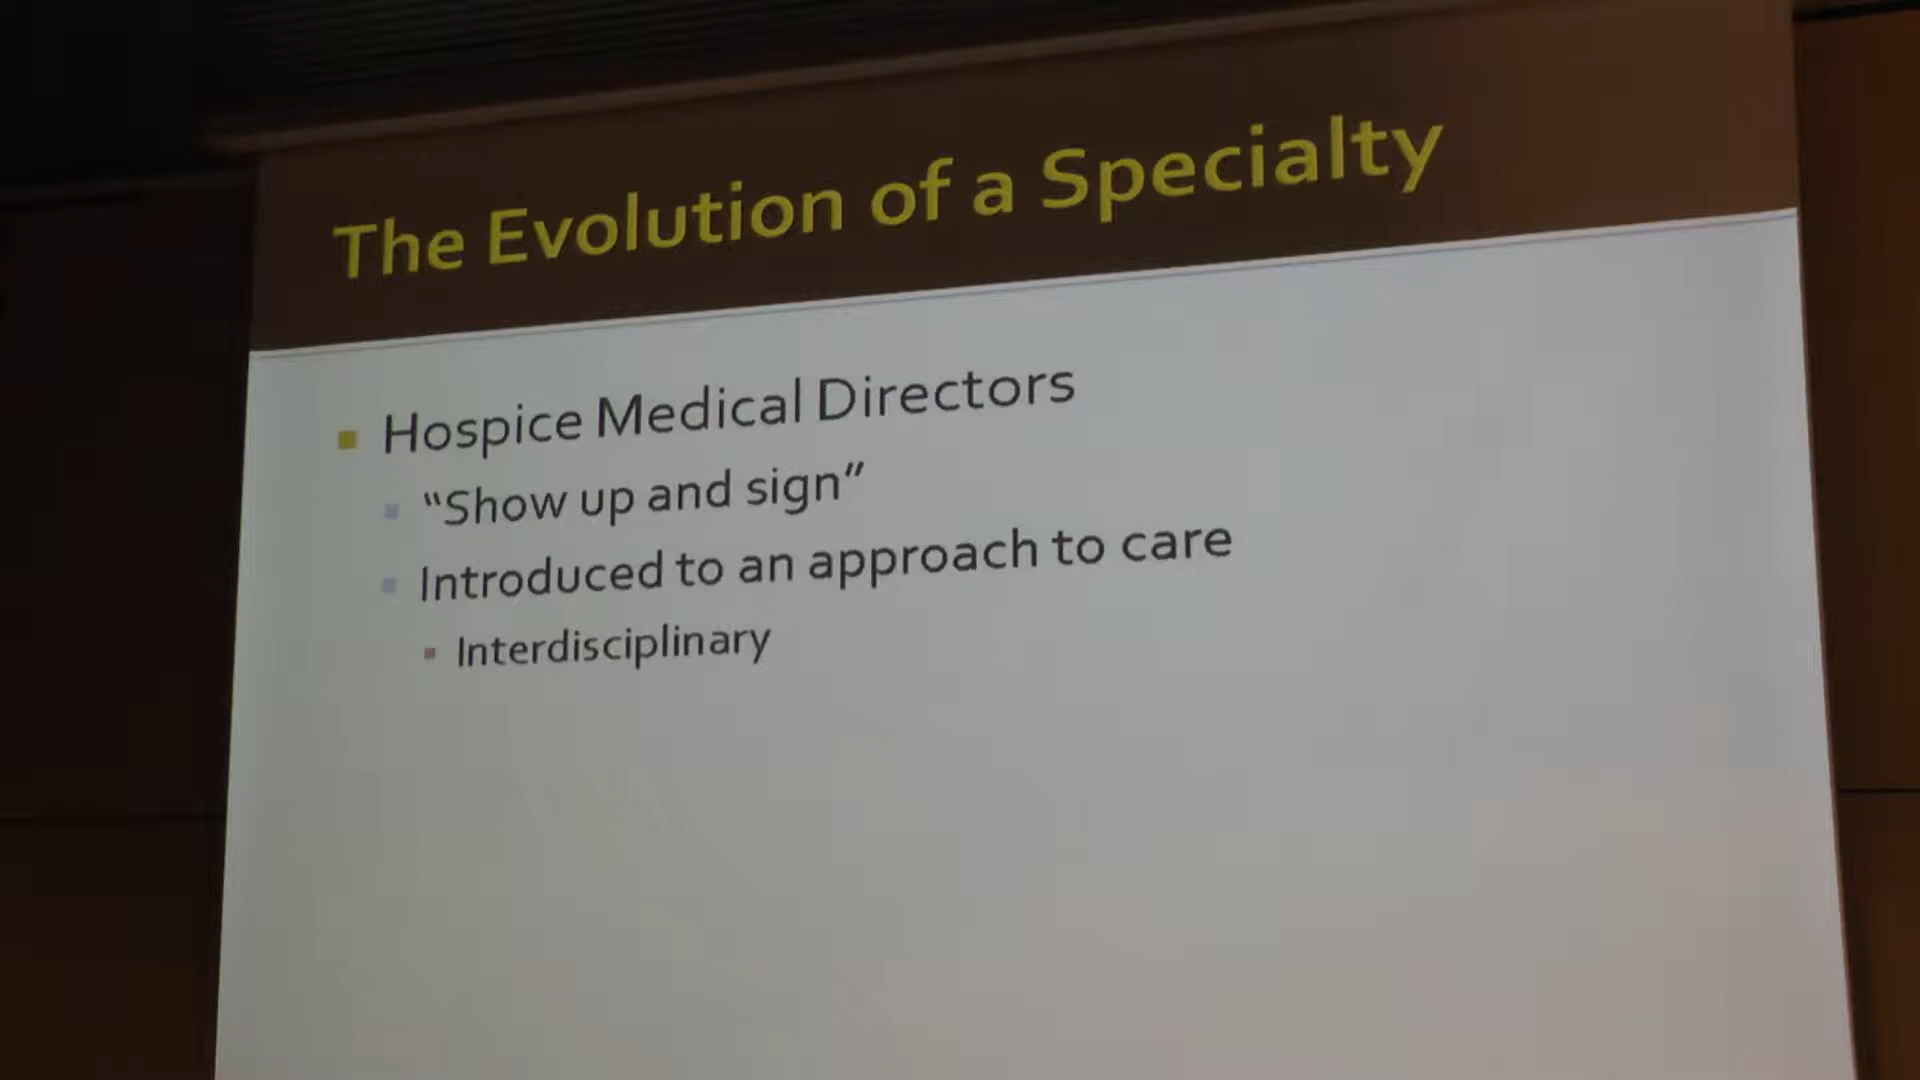 The Evolution of a Specialty
Hospice Medical Directors
“Show up and sign”
Introduced to an approach to care
Interdisciplinary